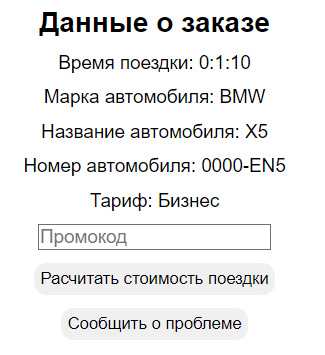 Данные о заказе
Время поездки: 0:1:10
Марка автомобиля: BMW
Название автомобиля: X5
Номер автомобиля: 0000-EN5
Тариф: Бизнес
Промокод
Расчитать стоимость поездки
Сообщить о проблеме